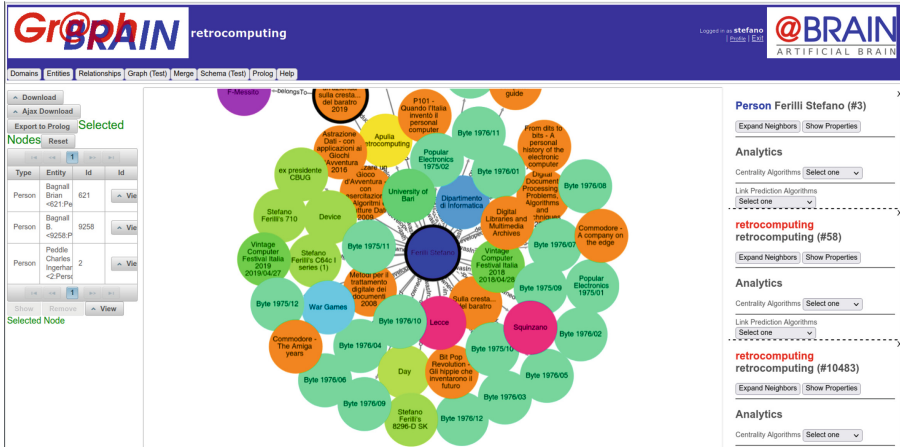 Gr@phBRAIN
retrocomputing
Logged in as stefano
| Profile | Exit
@BRAIN
ARTIFICIAL BRAIN
Domains
Entities
Relationships
Graph (Test)
Merge
Schema (Test)
Prolog
Help
Download
Ajax Download
Export to Prolog Selected
Nodes Reset
1
Type Entity Id Id
Person
Bagnall
Brian
<621:Pe
621
Vie
Person
Bagnall
B.
<9258:P
9258
Vie
Person
Peddle
Charles
Ingerhar
<2:Perso
2
Vie
1
Show Remove View
Selected Node
F-Messito
belongsTo
sulla cresta...
del baratro
2019
P101 -
Quando l'Italia
inventò il
personal
computer
guide
Apulia
Byte 1976/11
From dits to
bits - A
personal
history of the
electronic
computer
Astrazione
Dati - con
applicazioni ai
Giochi
d'Avventura
2016
Popular
Electronics
1975/02
Byte 1976/01
ex presidente
CBUG
Gioco
d'Avventura -
con
2009
University of
Bari
Dipartimento
di Informatica
Digital
Document
Processing
Problems,
Algorithms
and
Byte 1976/08
Stefano
Ferilli's 710
Device
Digital
Libraries and
Multimedia
Archives
Commodore -
A company on
the edge
Vintage
Computer
Festival Italia
2019
2019/04/27
Stefano
Ferilli's C64c I
series (1)
Byte 1975/11
Ferilli Stefano
Vintage
Computer
Festival Italia
2018
2018/04/28
Byte 1976/07
Metodi per il
trattamento
digitale dei
documenti
2008
Byte 1975/09
Popular
Electronics
1975/01
Byte 1975/12
War Games
Byte 1976/10
Lecce
Sulla cresta...
del baratro
Squinzano
Byte 1976/02
Commodore -
The Amiga
years
Byte 1976/04
Byte 1975/10
Byte 1976/06
Day
Bit Pop
Revolution -
Gli hippie che
inventarono il
futuro
Byte 1976/05
Byte 1976/03
Byte 1976/09
Stefano
Ferilli's
8296-D SK
Byte 1976/12
Person Ferilli Stefano (#3)
Expand Neighbors Show Properties
Analytics
Centrality Algorithms Select one
Link Prediction Algorithms
Select one
retrocomputing
retrocomputing (#58)
Expand Neighbors Show Properties
Analytics
Centrality Algorithms Select one
Link Prediction Algorithms
Select one
retrocomputing
retrocomputing (#10483)
Expand Neighbors Show Properties
Analytics
Centrality Algorithms Select one